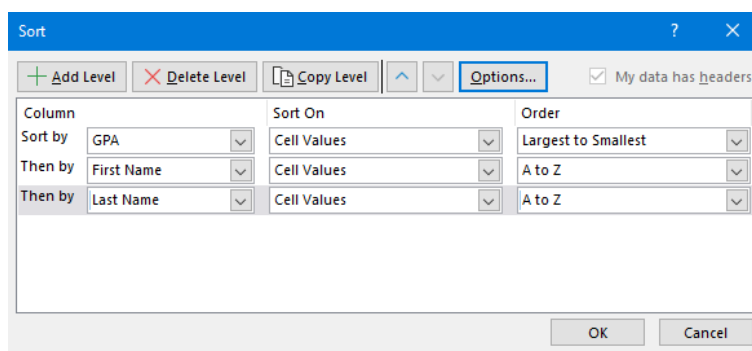 Sort ? ×
Add Level Delete Level Copy Level Options... My data has headers
Column Sort On Order
Sort by GPA Cell Values Largest to Smallest
Then by First Name Cell Values A to Z
Then by Last Name Cell Values A to Z
OK Cancel